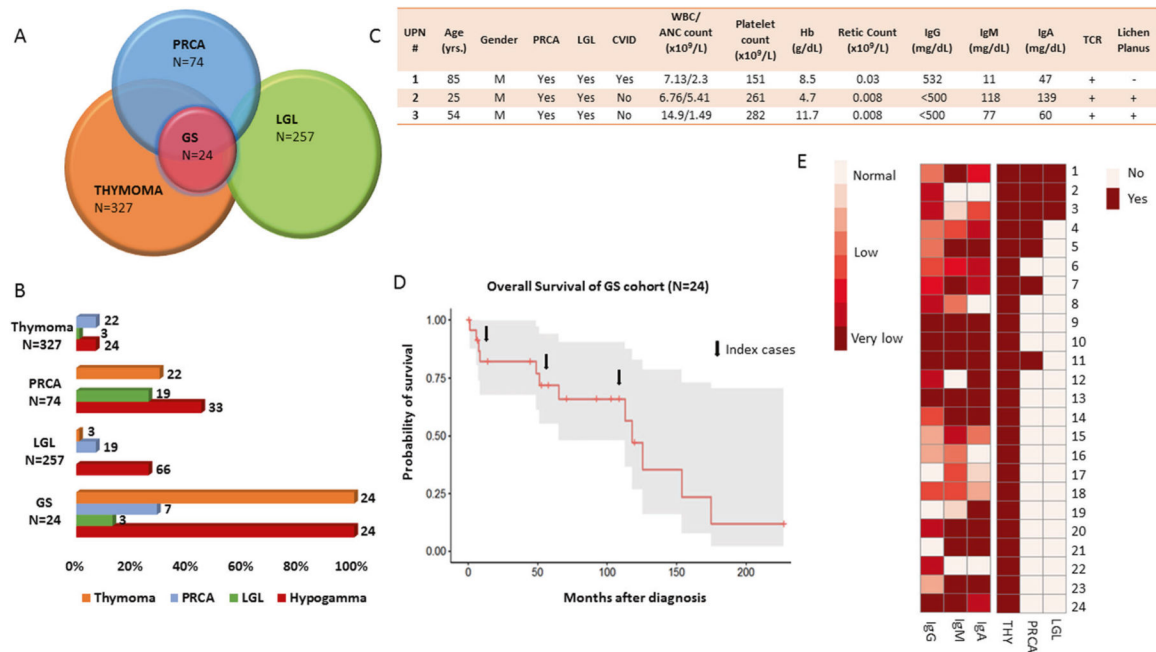 A
PRCA
N=74
LGL
N=257
GS
N=24
THYMOMA
N=327
B
Thymoma
N=327
22
3
24
PRCA
N=74
22
19
33
LGL
N=257
3
19
66
GS
N=24
24
7
3
24
0% 20% 40% 60% 80% 100%
Thymoma PRCA LGL Hypogamma
C
UPN # Age (yrs.) Gender PRCA LGL CVID WBC/ ANC count (x10⁹/L) Platelet count (x10⁹/L) Hb (g/dL) Retic Count (x10⁹/L) IgG (mg/dL) IgM (mg/dL) IgA (mg/dL) TCR Lichen Planus
1 85 M Yes Yes Yes 7.13/2.3 151 8.5 0.03 532 11 47 + -
2 25 M Yes Yes No 6.76/5.41 261 4.7 0.008 <500 118 139 + +
3 54 M Yes Yes No 14.9/1.49 282 11.7 0.008 <500 77 60 + +
D
Overall Survival of GS cohort (N=24)
Index cases
Probability of survival
1.00
0.75
0.50
0.25
0.00
0 50 100 150 200
Months after diagnosis
E
Normal
Low
Very low
No
Yes
1
2
3
4
5
6
7
8
9
10
11
12
13
14
15
16
17
18
19
20
21
22
23
24
IgG IgM IgA THY PRCA LGL